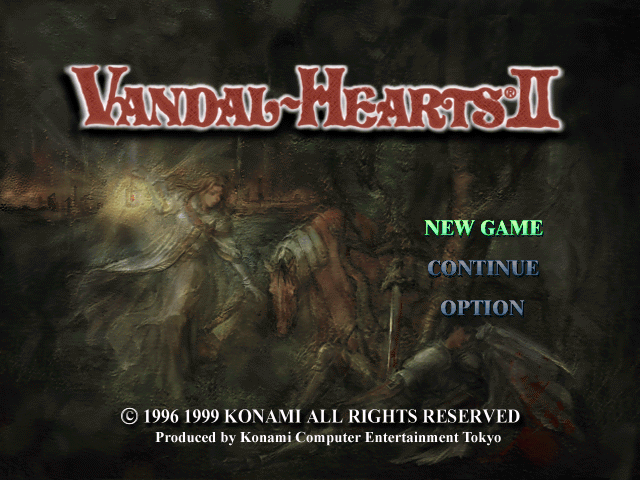 VANDAL-HEARTS® II
NEW GAME
CONTINUE
OPTION
© 1996 1999 KONAMI ALL RIGHTS RESERVED
Produced by Konami Computer Entertainment Tokyo